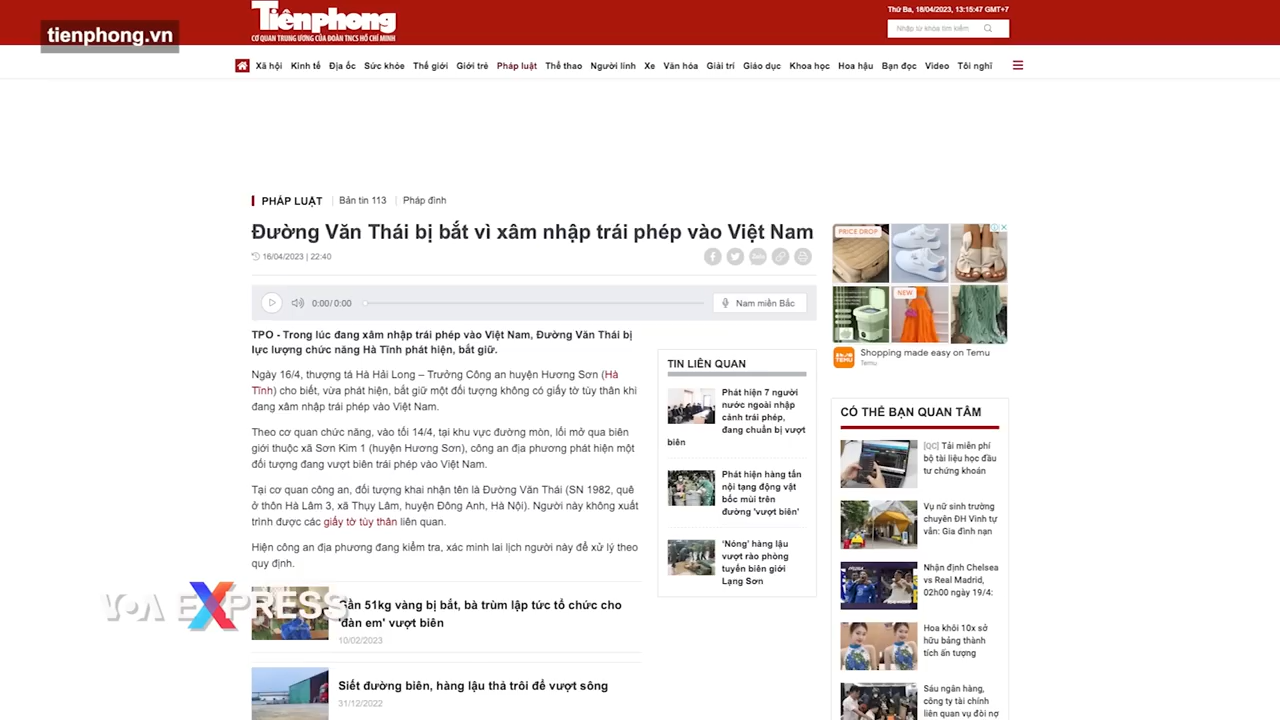 tienphong.vn
Tiền phong
CƠ QUAN TRUNG ƯƠNG CỦA ĐOÀN TNCS HỒ CHÍ MINH
Thứ Ba, 18/04/2023, 13:15:47 GMT+7
Nhập từ khóa tìm kiếm
Xã hội Kinh tế Địa ốc Sức khỏe Thế giới Giới trẻ Pháp luật Thể thao Người lính Xe Văn hóa Giải trí Giáo dục Khoa học Hoa hậu Bạn đọc Video Tôi nghĩ
PHÁP LUẬT Bản tin 113 Pháp đình
Đường Văn Thái bị bắt vì xâm nhập trái phép vào Việt Nam
16/04/2023 | 22:40
Zalo
0:00/ 0:00
Nam miền Bắc
TPO - Trong lúc đang xâm nhập trái phép vào Việt Nam, Đường Văn Thái bị
lực lượng chức năng Hà Tĩnh phát hiện, bắt giữ.
Ngày 16/4, thượng tá Hà Hải Long – Trưởng Công an huyện Hương Sơn (Hà
Tĩnh) cho biết, vừa phát hiện, bắt giữ một đối tượng không có giấy tờ tùy thân khi
đang xâm nhập trái phép vào Việt Nam.
Theo cơ quan chức năng, vào tối 14/4, tại khu vực đường mòn, lối mở qua biên
giới thuộc xã Sơn Kim 1 (huyện Hương Sơn), công an địa phương phát hiện một
đối tượng đang vượt biên trái phép vào Việt Nam.
Tại cơ quan công an, đối tượng khai nhận tên là Đường Văn Thái (SN 1982, quê
ở thôn Hà Lâm 3, xã Thụy Lâm, huyện Đông Anh, Hà Nội). Người này không xuất
trình được các giấy tờ tùy thân liên quan.
Hiện công an địa phương đang kiểm tra, xác minh lai lịch người này để xử lý theo
quy định.
VOA EXPRESS
Gần 51kg vàng bị bắt, bà trùm lập tức tổ chức cho
'đàn em' vượt biên
10/02/2023
Siết đường biên, hàng lậu thả trôi để vượt sông
31/12/2022
TIN LIÊN QUAN
Phát hiện 7 người
nước ngoài nhập
cảnh trái phép,
đang chuẩn bị vượt
biên
Phát hiện hàng tấn
nội tạng động vật
bốc mùi trên
đường 'vượt biên'
'Nóng' hàng lậu
vượt rào phòng
tuyến biên giới
Lạng Sơn
PRICE DROP
NEW
TEMU
Shopping made easy on Temu
Temu
CÓ THỂ BẠN QUAN TÂM
[QC] Tải miễn phí
bộ tài liệu học đầu
tư chứng khoán
Vụ nữ sinh trường
chuyên ĐH Vinh tự
vẫn: Gia đình nạn
Nhận định Chelsea
vs Real Madrid,
02h00 ngày 19/4:
Hoa khôi 10x sở
hữu bảng thành
tích ấn tượng
Sáu ngân hàng,
công ty tài chính
liên quan vụ đòi nợ